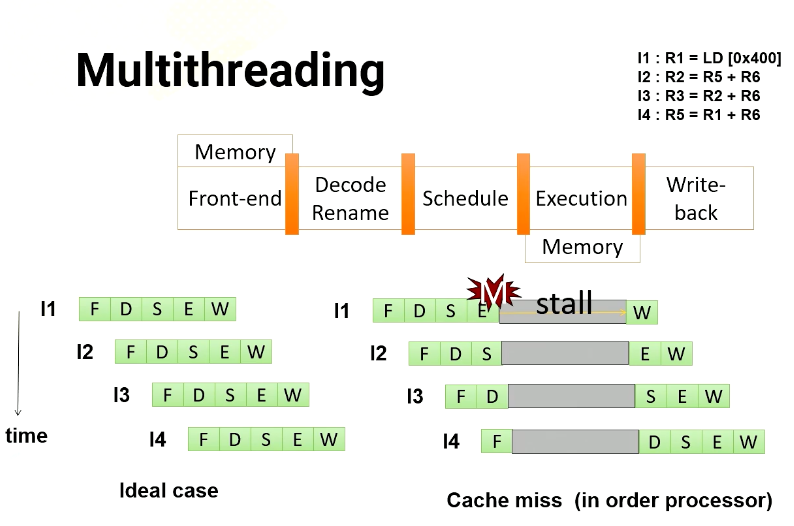 Multithreading
I1 : R1 = LD [0x400]
I2 : R2 = R5 + R6
I3 : R3 = R2 + R6
I4 : R5 = R1 + R6
Memory
Front-end
Decode
Rename
Schedule
Execution
Write-
back
Memory
I1 F D S E W
I2 F D S E W
I3 F D S E W
I4 F D S E W
time
Ideal case
M
I1 F D S E stall W
I2 F D S E W
I3 F D S E W
I4 F D S E W
Cache miss (in order processor)